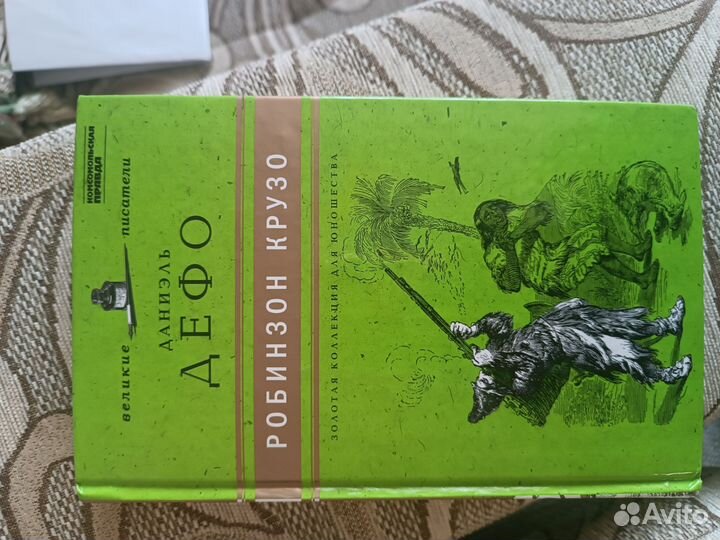 КОМСОМОЛЬСКАЯ
ПРАВДА
великие писатели
ДАНИЭЛЬ
ДЕФО
РОБИНЗОН КРУЗО
ЗОЛОТАЯ КОЛЛЕКЦИЯ ДЛЯ ЮНОШЕСТВА
Avito